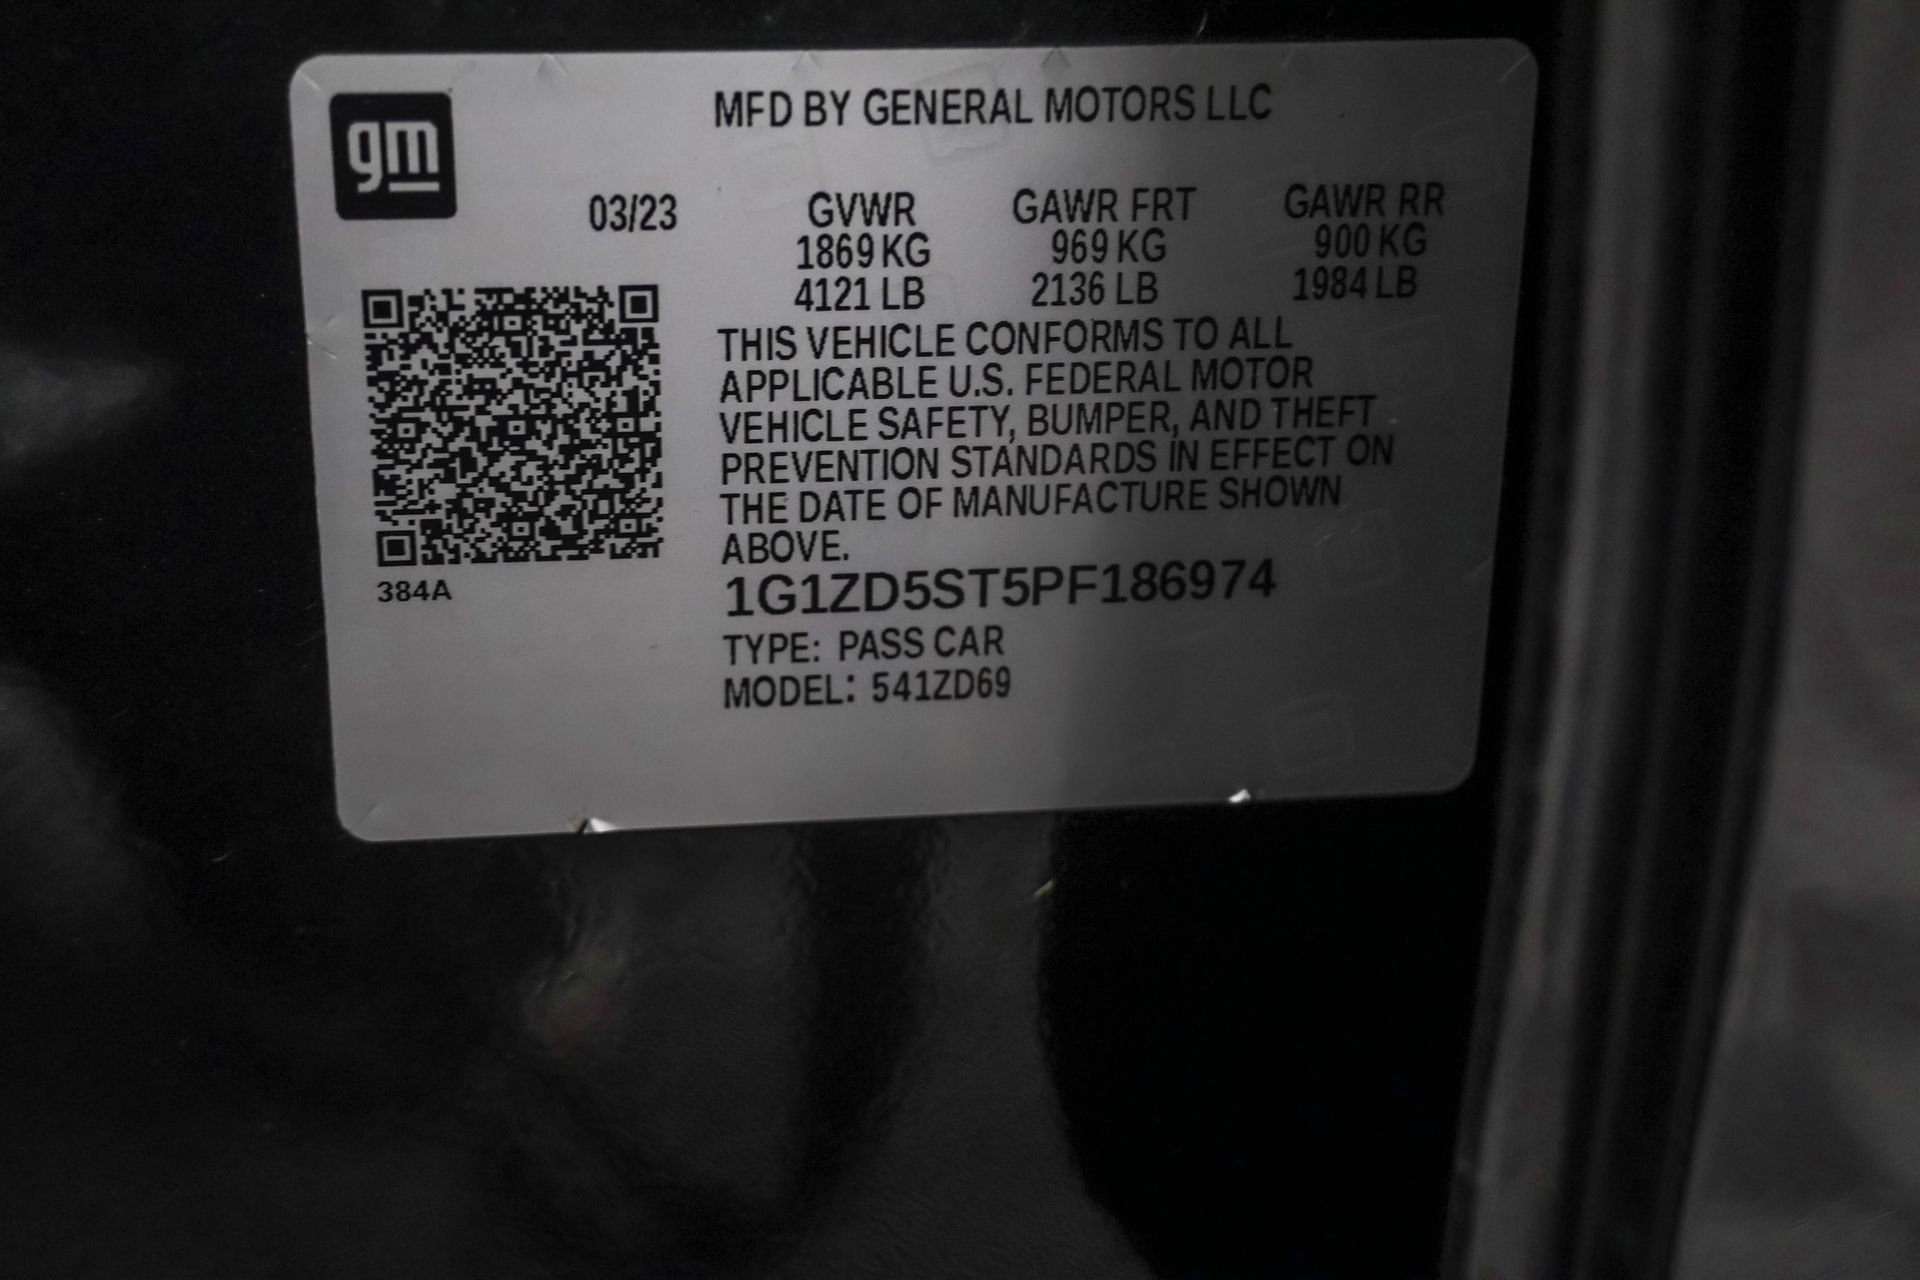 gm
MFD BY GENERAL MOTORS LLC
03/23 GVWR GAWR FRT GAWR RR
1869 KG 969 KG 900 KG
4121 LB 2136 LB 1984 LB
THIS VEHICLE CONFORMS TO ALL
APPLICABLE U.S. FEDERAL MOTOR
VEHICLE SAFETY, BUMPER, AND THEFT
PREVENTION STANDARDS IN EFFECT ON
THE DATE OF MANUFACTURE SHOWN
ABOVE.
384A
1G1ZD5ST5PF186974
TYPE: PASS CAR
MODEL: 541ZD69